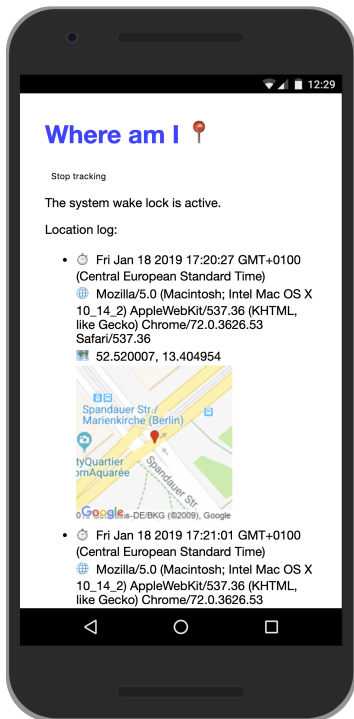 12:29
Where am I 📍
Stop tracking
The system wake lock is active.
Location log:
• ⏱ Fri Jan 18 2019 17:20:27 GMT+0100
(Central European Standard Time)
🌐 Mozilla/5.0 (Macintosh; Intel Mac OS X
10_14_2) AppleWebKit/537.36 (KHTML,
like Gecko) Chrome/72.0.3626.53
Safari/537.36
🗺 52.520007, 13.404954
Spandauer Str./
Marienkirche (Berlin)
tyQuartier
omAquarée
Spandauer Str.
Google
-DE/BKG (©2009), Google
• ⏱ Fri Jan 18 2019 17:21:01 GMT+0100
(Central European Standard Time)
🌐 Mozilla/5.0 (Macintosh; Intel Mac OS X
10_14_2) AppleWebKit/537.36 (KHTML,
like Gecko) Chrome/72.0.3626.53